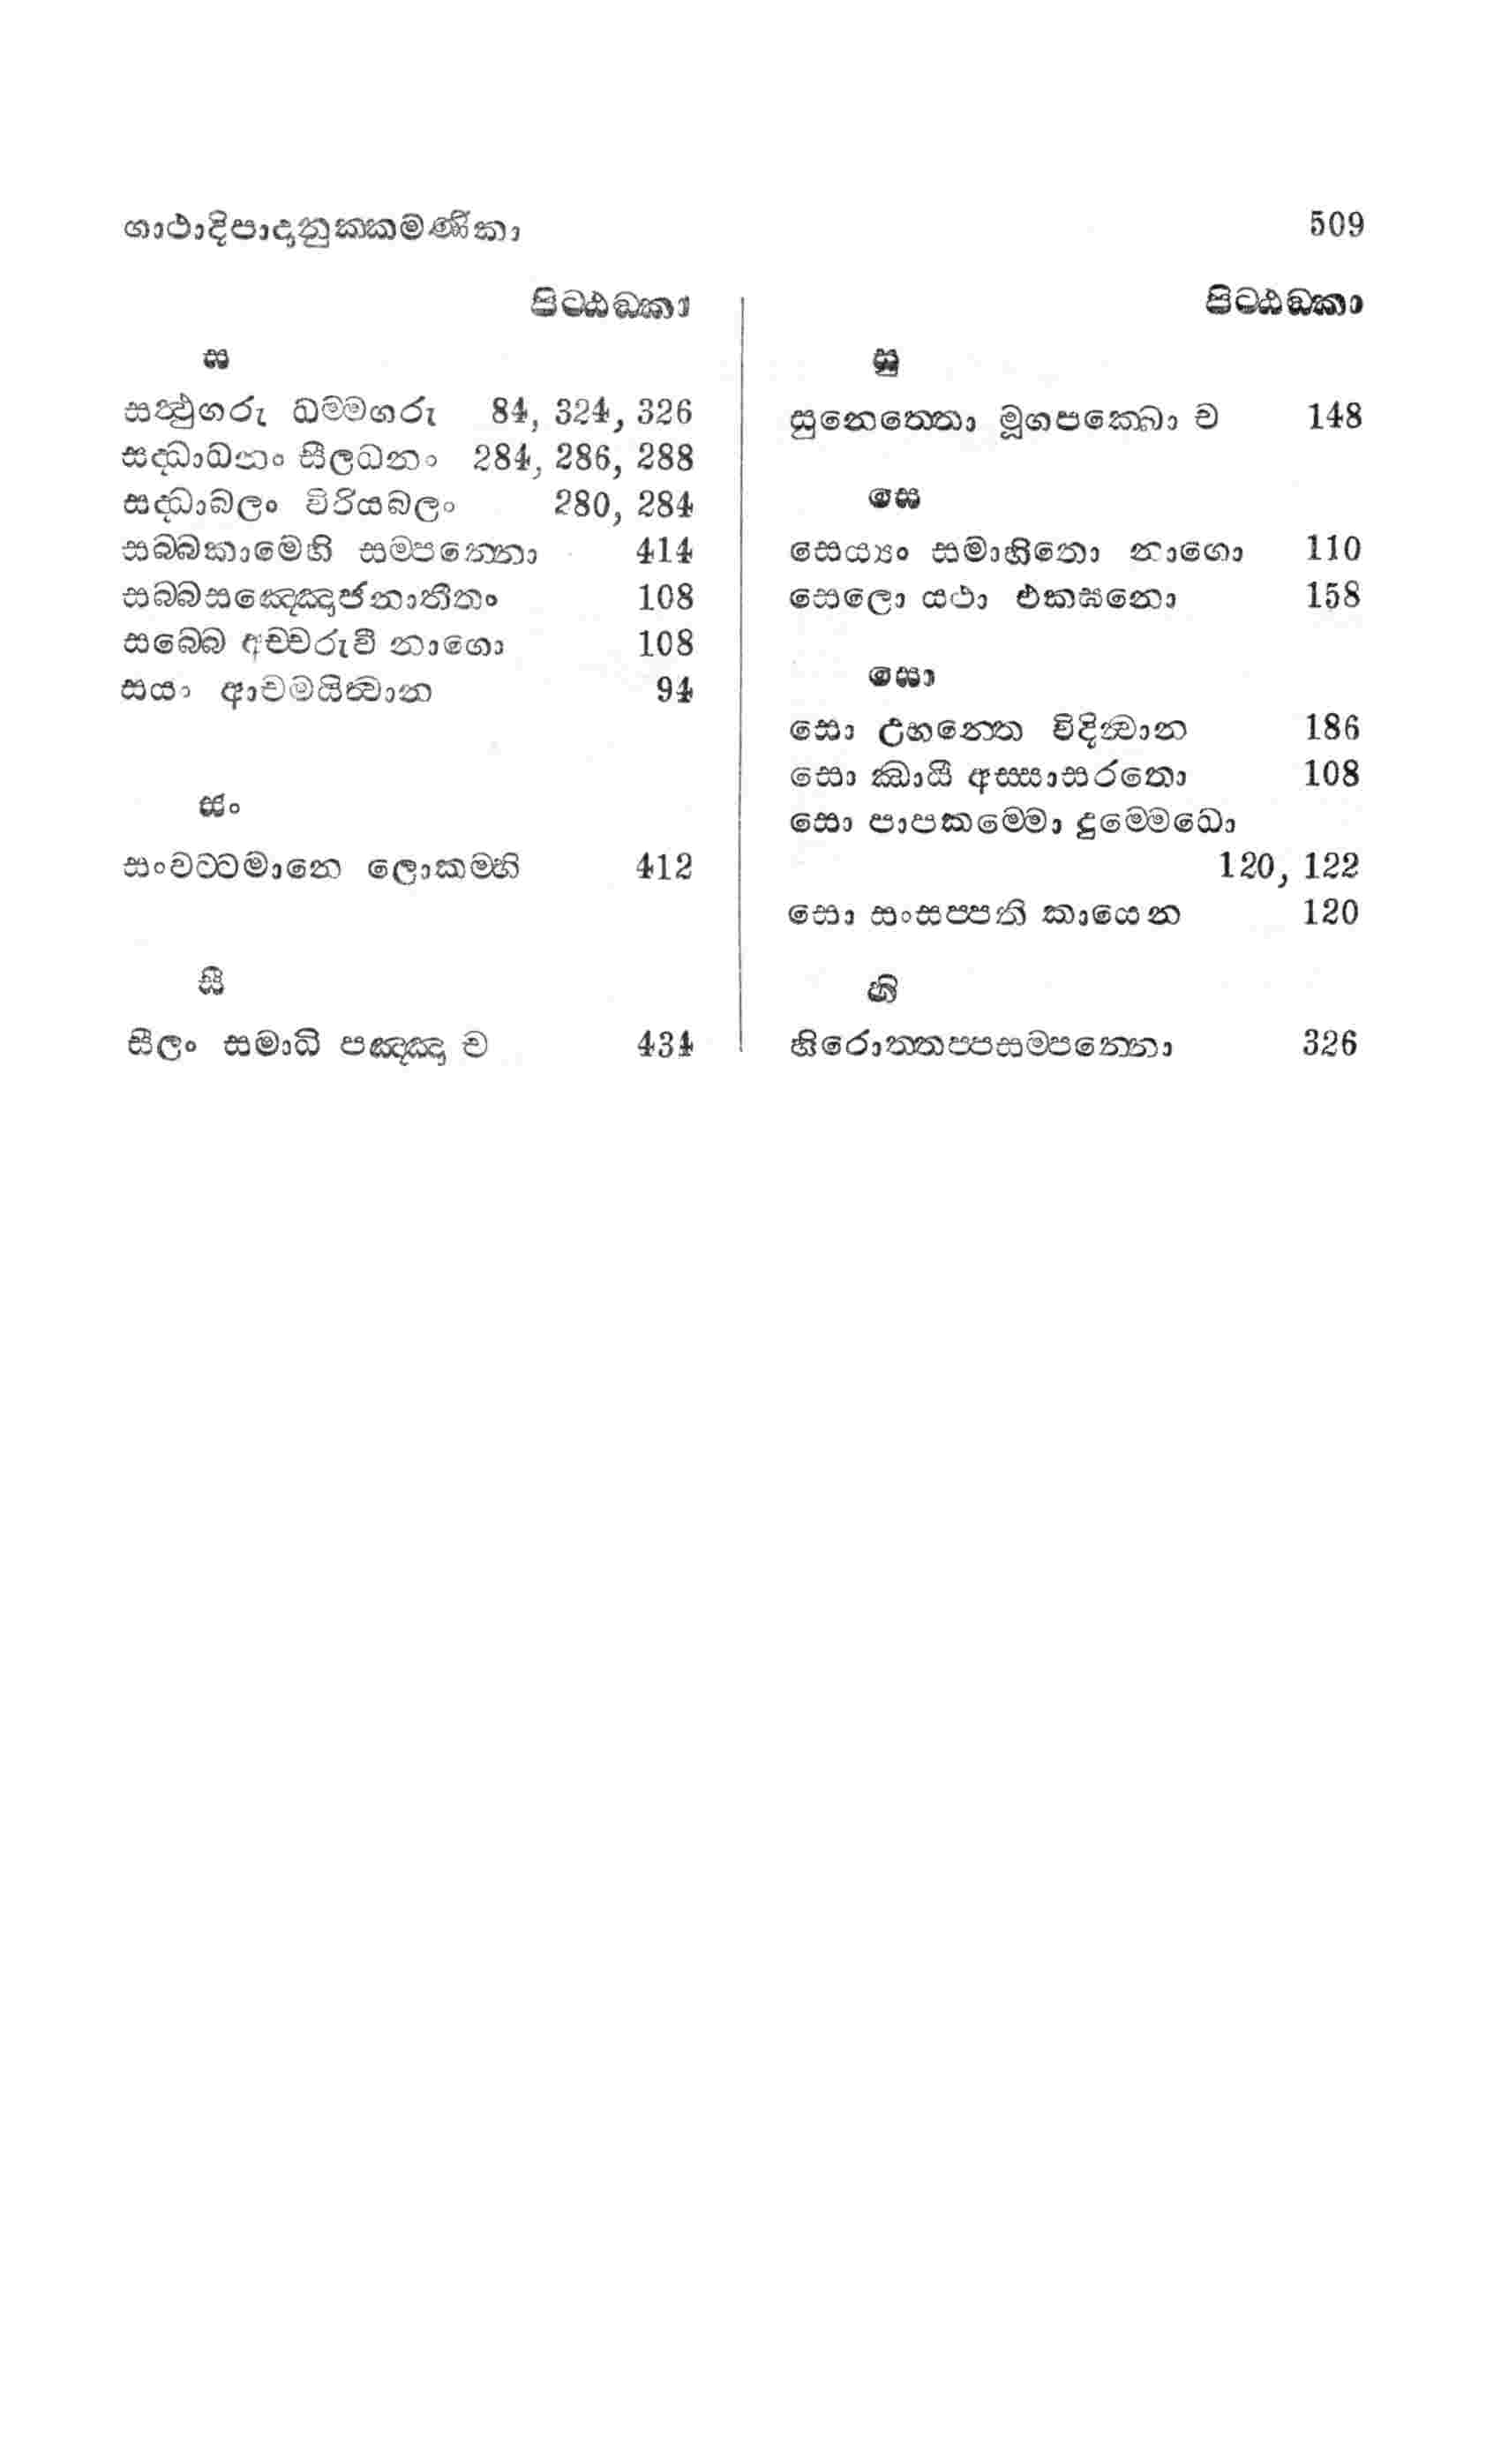 ගාථාදිපාදානුක්කමණිකා 509
පිට්ඨඞ්කා
ස
සත්ථුගරු ධම්මගරු 84, 324, 326
සද්ධාධනං සීලධනං 284, 286, 288
සද්ධාබලං විරියබලං 280, 284
සබ්බකාමෙහි සම්පන්නො 414
සබ්බසඤ්ඤොජනාතීතං 108
සබ්බෙ අච්චරුචී නාගො 108
සයං ආචමයිත්වාන 94
සං
සංවට්ටමානෙ ලොකම්හි 412
සී
සීලං සමාධි පඤ්ඤා ච 434
පිට්ඨඞ්කා
සු
සුනෙත්තො මූගපක්ඛො ච 148
සෙ
සෙය්‍යං සමාහිතො නාගො 110
සෙලො යථා එකඝනො 158
සො
සො උභන්තෙ විදිත්වාන 186
සො ඣායී අස්සාසරතො 108
සො පාපකම්මො දුම්මෙධො
120, 122
සො සංසප්පති කායෙන 120
හි
හිරොත්තප්පසම්පන්නො 326